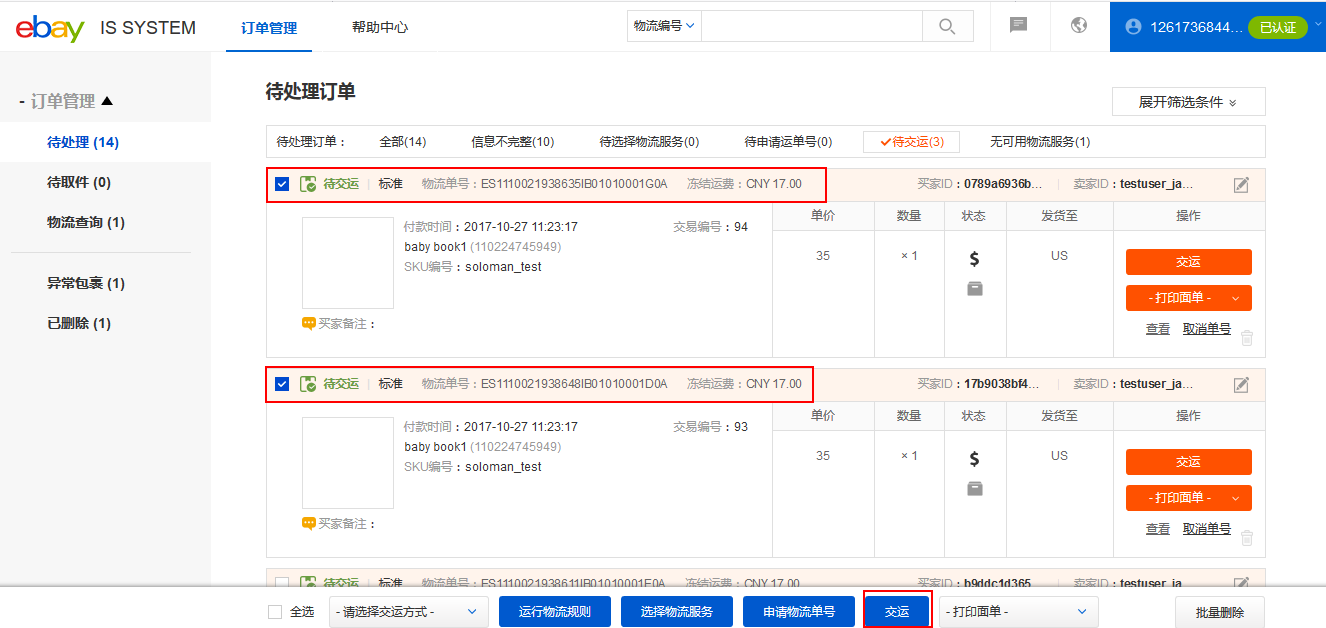 ebay IS SYSTEM 订单管理 帮助中心 物流编号 1261736844... 已认证
- 订单管理
待处理 (14)
待取件 (0)
物流查询 (1)
异常包裹 (1)
已删除 (1)
待处理订单
展开筛选条件
待处理订单： 全部(14) 信息不完整(10) 待选择物流服务(0) 待申请运单号(0) 待交运(3) 无可用物流服务(1)
待交运 标准 物流单号：ES1110021938635IB01010001G0A 冻结运费：CNY 17.00 买家ID：0789a6936b... 卖家ID：testuser_ja...
单价 数量 状态 发货至 操作
付款时间：2017-10-27 11:23:17 交易编号：94
baby book1 (110224745949)
SKU编号：soloman_test
35 × 1 $ US
交运
- 打印面单 -
查看 取消单号
买家备注：
待交运 标准 物流单号：ES1110021938648IB01010001D0A 冻结运费：CNY 17.00 买家ID：17b9038bf4... 卖家ID：testuser_ja...
单价 数量 状态 发货至 操作
付款时间：2017-10-27 11:23:17 交易编号：93
baby book1 (110224745949)
SKU编号：soloman_test
35 × 1 $ US
交运
- 打印面单 -
查看 取消单号
买家备注：
待交运 标准 物流单号：ES1110021938611IB01010001F0A 冻结运费：CNY 17.00 买家ID：b9ddc1d365... 卖家ID：testuser_ja...
全选 - 请选择交运方式 - 运行物流规则 选择物流服务 申请物流单号 交运 - 打印面单 - 批量删除